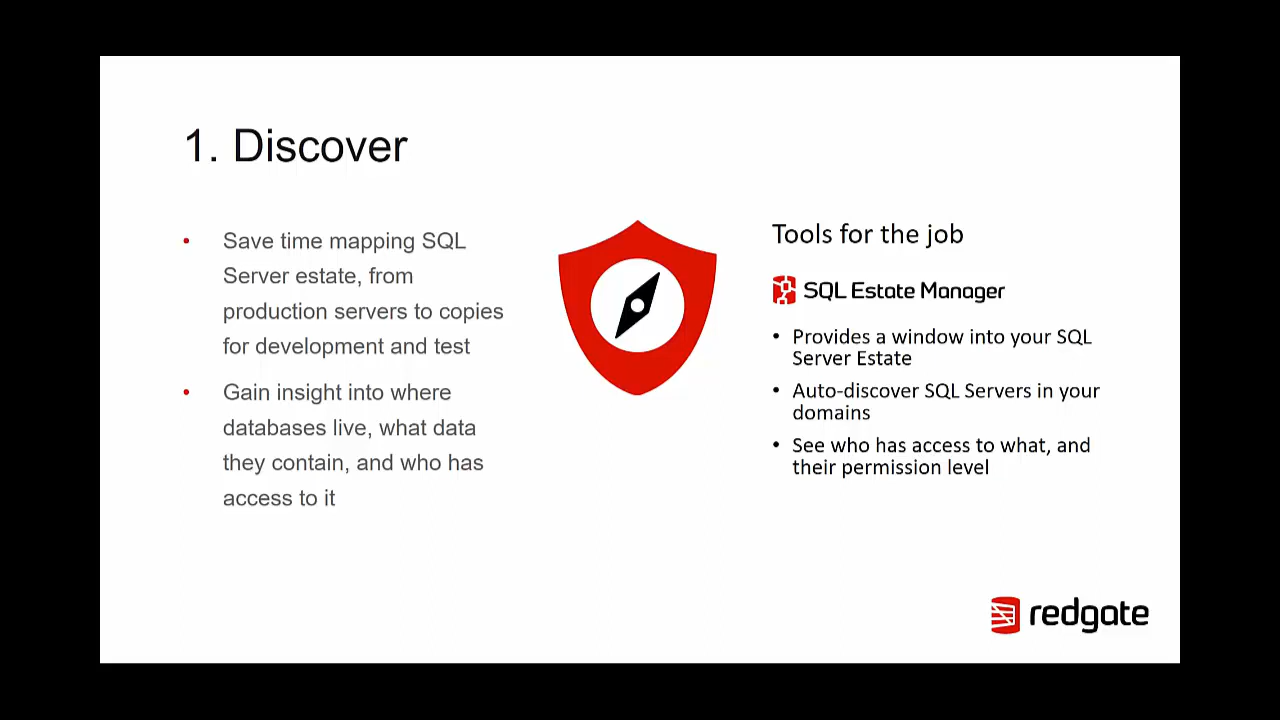 1. Discover
• Save time mapping SQL
Server estate, from
production servers to copies
for development and test
• Gain insight into where
databases live, what data
they contain, and who has
access to it
Tools for the job
SQL Estate Manager
• Provides a window into your SQL
Server Estate
• Auto-discover SQL Servers in your
domains
• See who has access to what, and
their permission level
redgate